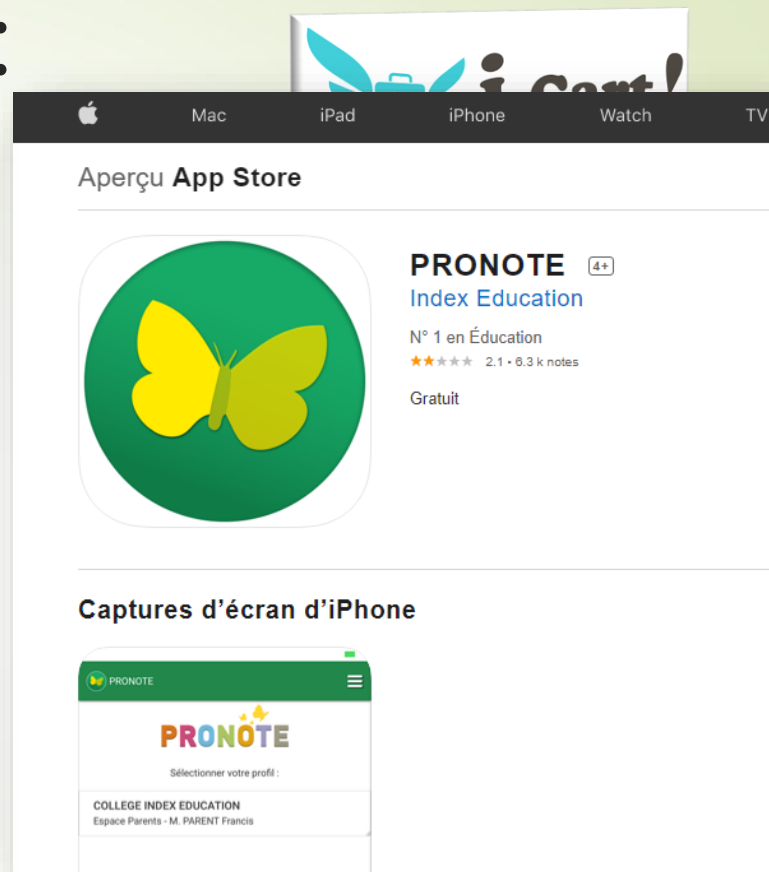 i Cart!
Mac iPad iPhone Watch TV
Aperçu App Store
PRONOTE 4+
Index Education
N° 1 en Éducation
2.1 • 6.3 k notes
Gratuit
Captures d’écran d’iPhone
PRONOTE
PRONOTE
Sélectionner votre profil :
COLLEGE INDEX EDUCATION
Espace Parents - M. PARENT Francis